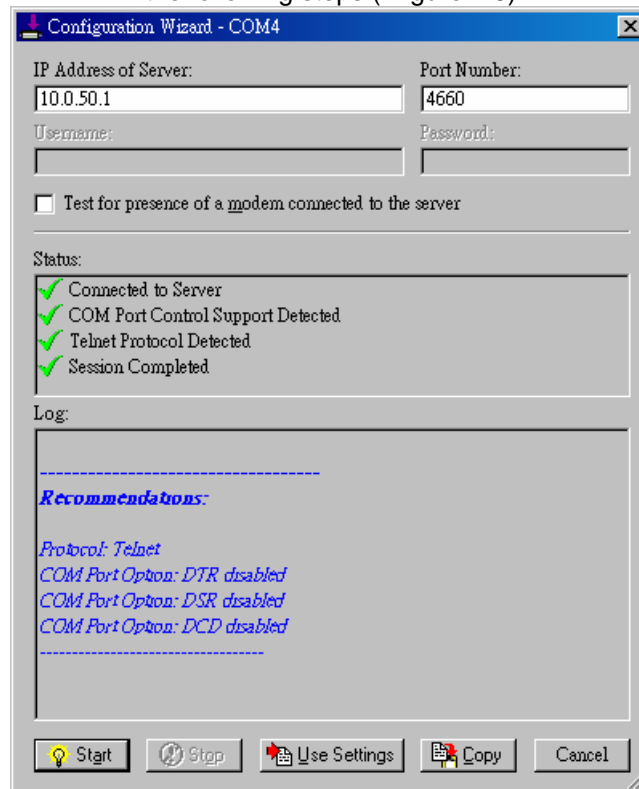 Configuration Wizard - COM4
IP Address of Server: Port Number:
10.0.50.1 4660
Username: Password:
Test for presence of a modem connected to the server
Status:
Connected to Server
COM Port Control Support Detected
Telnet Protocol Detected
Session Completed
Log:
----------------------------------
Recommendations:
Protocol: Telnet
COM Port Option: DTR disabled
COM Port Option: DSR disabled
COM Port Option: DCD disabled
----------------------------------
Start Stop Use Settings Copy Cancel